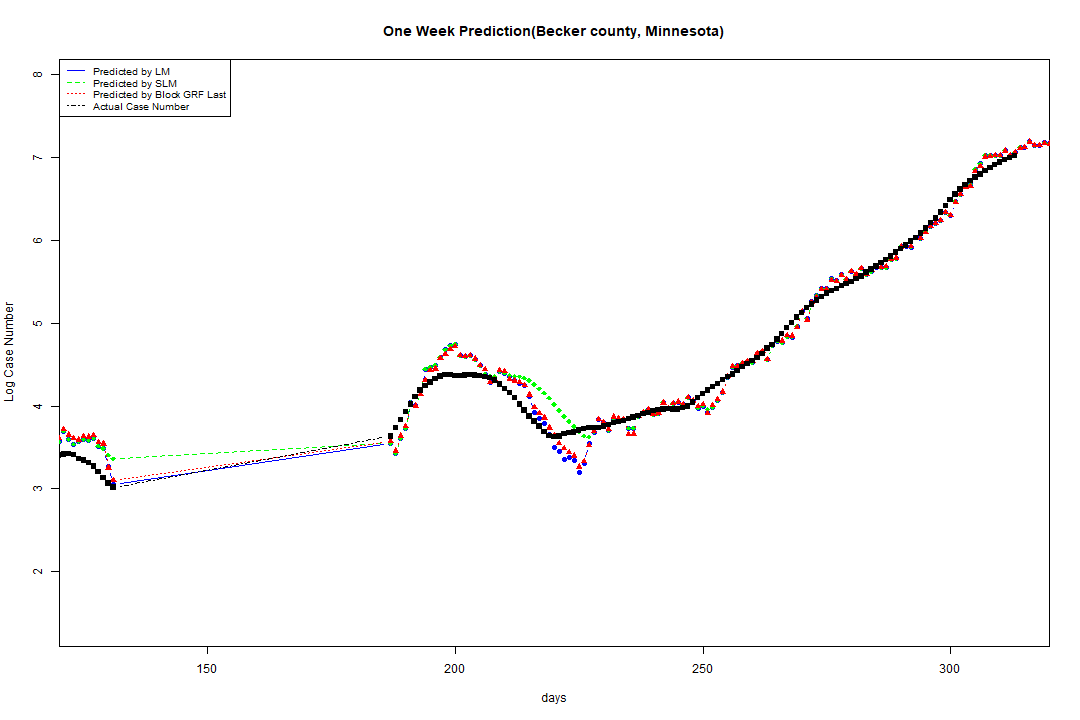 One Week Prediction(Becker county, Minnesota)
Predicted by LM
Predicted by SLM
Predicted by Block GRF Last
Actual Case Number
8
7
6
5
4
3
2
Log Case Number
150
200
250
300
days